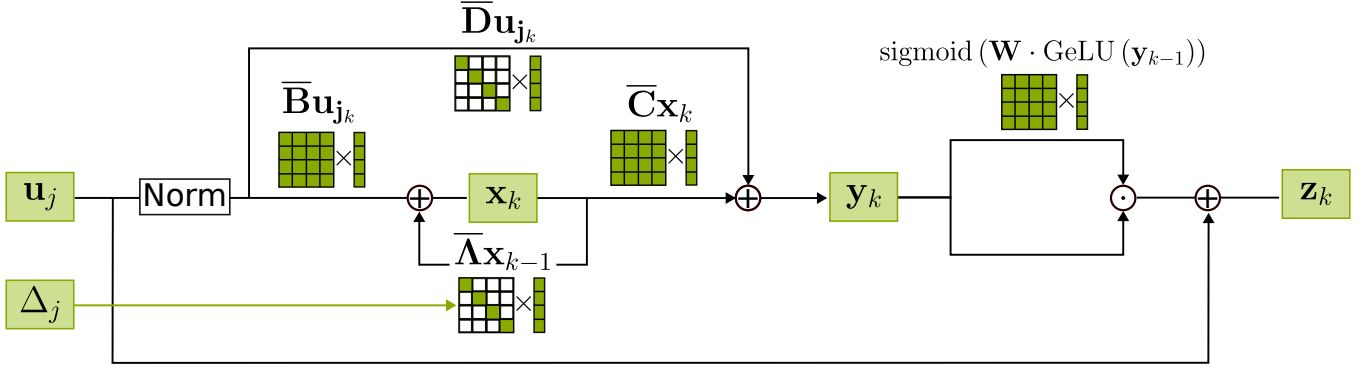 D̅u_{j_k}
sigmoid (W · GeLU (y_{k−1}))
B̅u_{j_k}
×
C̅x_k
×
×
×
u_j
Norm
+
x_k
+
y_k
·
+
z_k
Λ̅x_{k−1}
Δ_j
×